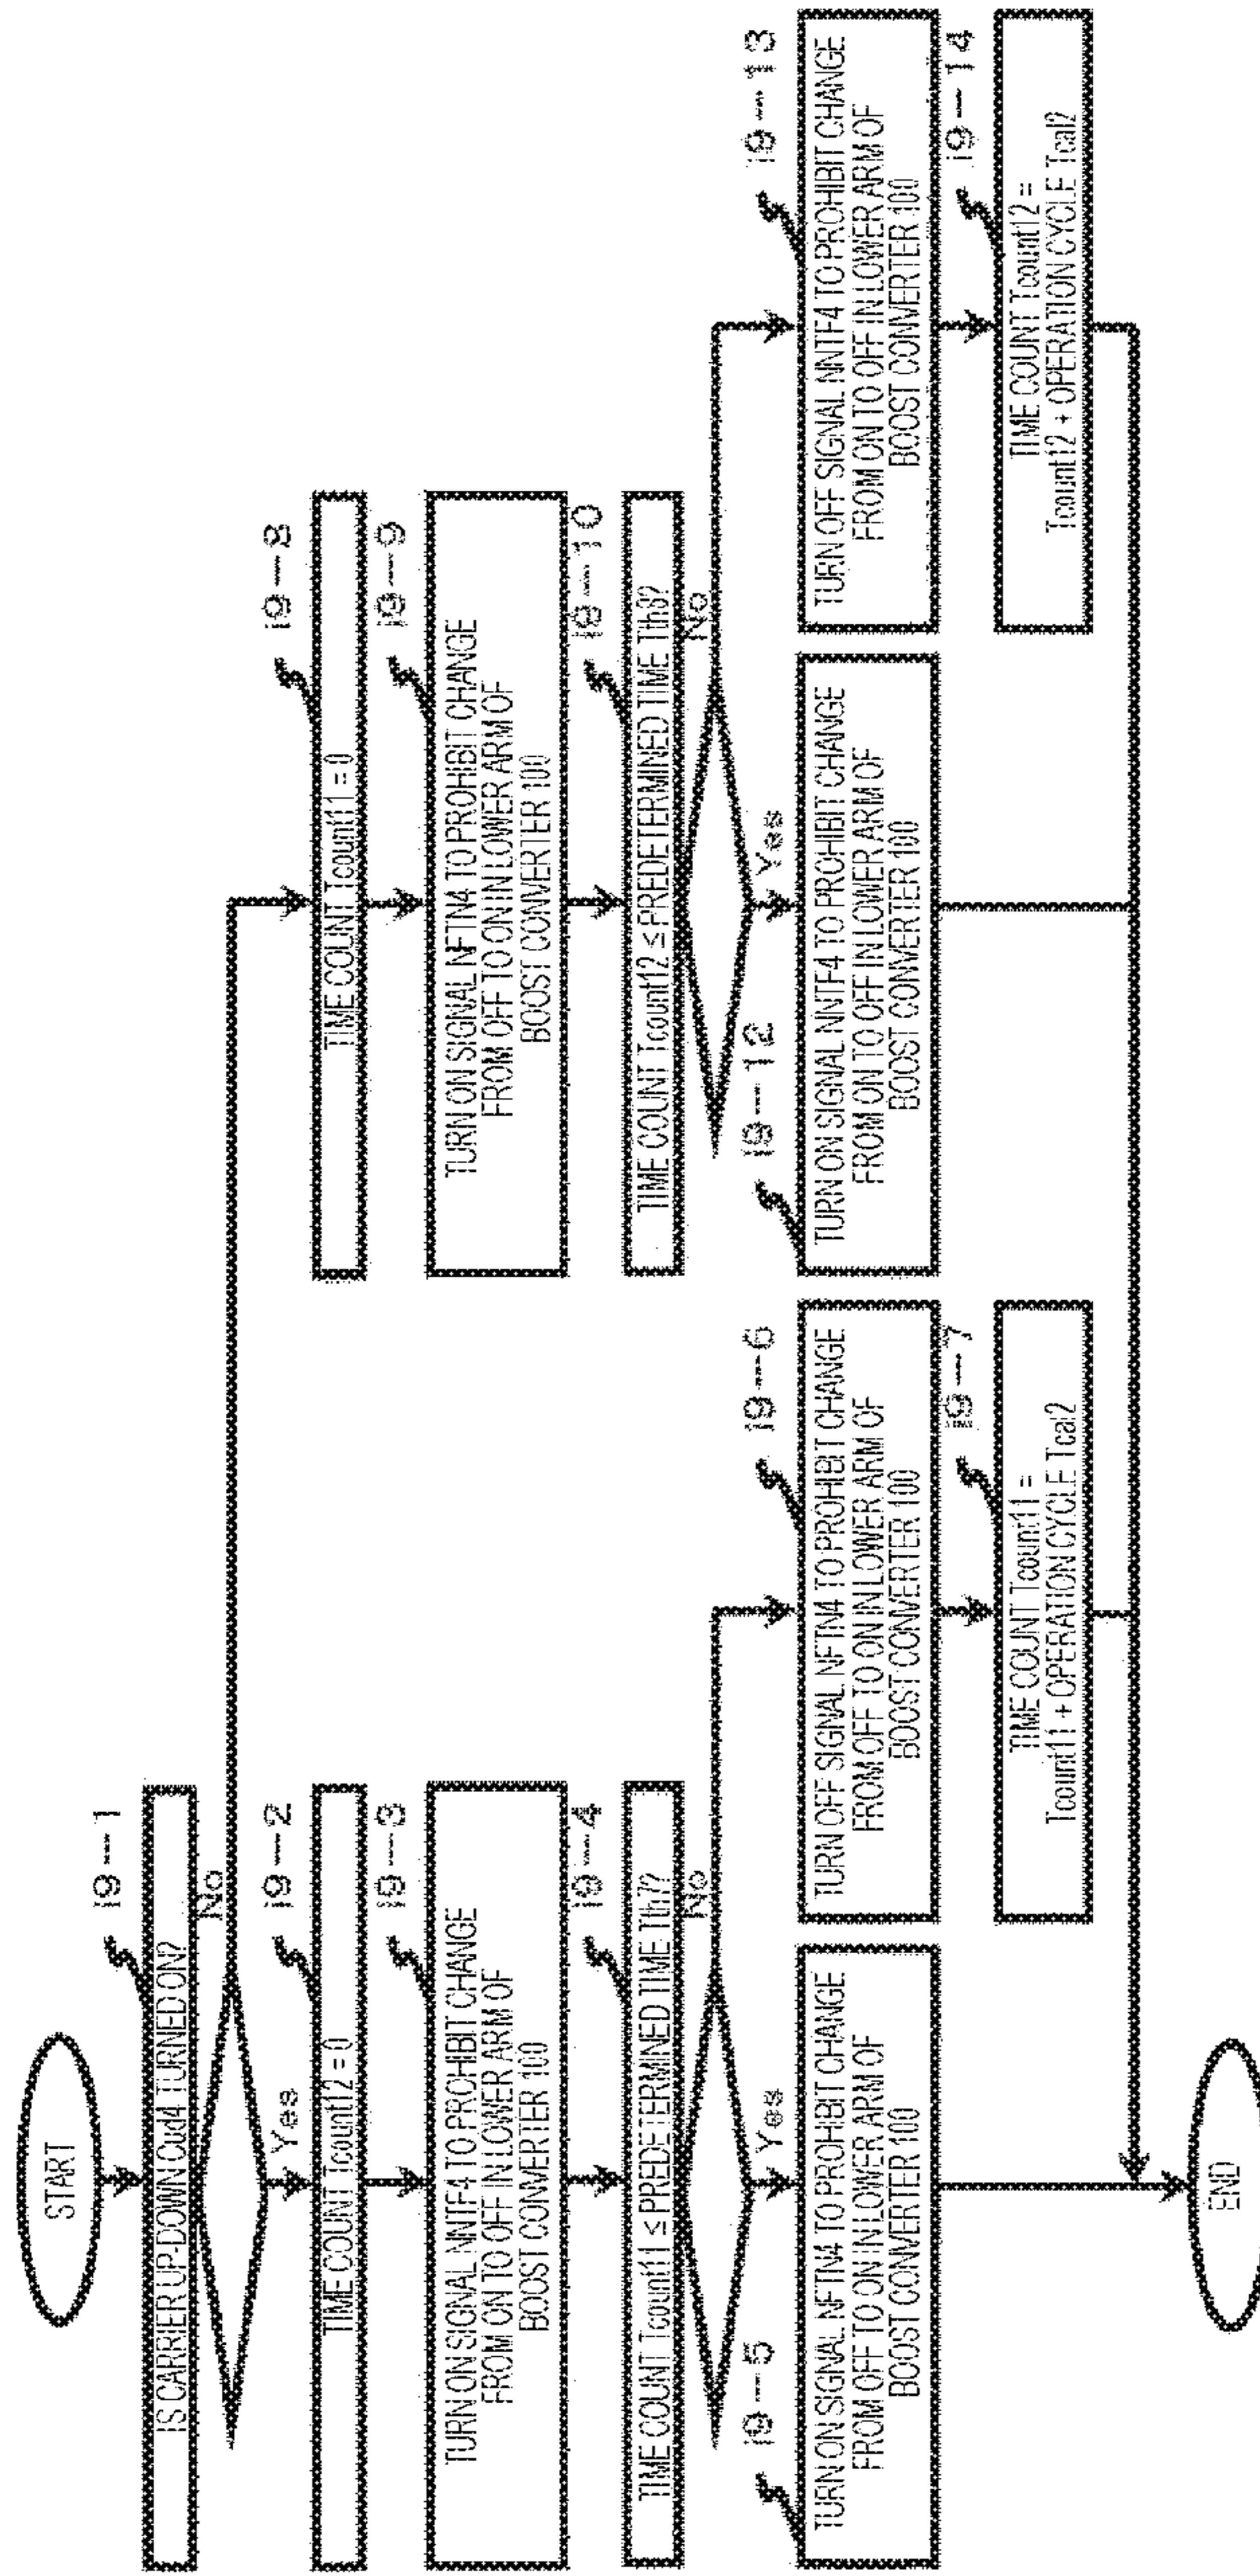 START
19-1
IS CARRIER UP-DOWN Cud4 TURNED ON?
No
Yes
19-2
TIME COUNT Tcount12 = 0
19-3
TURN ON SIGNAL NNTF4 TO PROHIBIT CHANGE
FROM ON TO OFF IN LOWER ARM OF
BOOST CONVERTER 100
19-4
TIME COUNT Tcount11 ≤ PREDETERMINED TIME Tth7?
No
Yes
19-5
TURN ON SIGNAL NFTN4 TO PROHIBIT CHANGE
FROM OFF TO ON IN LOWER ARM OF
BOOST CONVERTER 100
19-6
TURN OFF SIGNAL NFTN4 TO PROHIBIT CHANGE
FROM OFF TO ON IN LOWER ARM OF
BOOST CONVERTER 100
19-7
TIME COUNT Tcount11 =
Tcount11 + OPERATION CYCLE Tcal2
19-8
TIME COUNT Tcount11 = 0
19-9
TURN ON SIGNAL NFTN4 TO PROHIBIT CHANGE
FROM OFF TO ON IN LOWER ARM OF
BOOST CONVERTER 100
19-10
TIME COUNT Tcount12 ≤ PREDETERMINED TIME Tth8?
No
Yes
19-12
TURN ON SIGNAL NNTF4 TO PROHIBIT CHANGE
FROM ON TO OFF IN LOWER ARM OF
BOOST CONVERTER 100
19-13
TURN OFF SIGNAL NNTF4 TO PROHIBIT CHANGE
FROM ON TO OFF IN LOWER ARM OF
BOOST CONVERTER 100
19-14
TIME COUNT Tcount12 =
Tcount12 + OPERATION CYCLE Tcal2
END